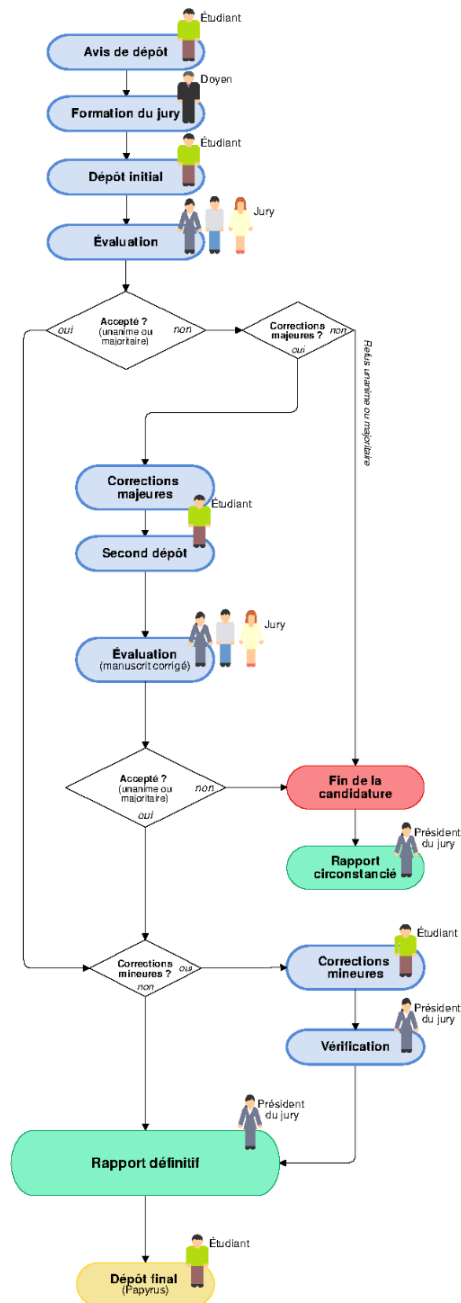 Étudiant
Avis de dépôt
Doyen
Formation du jury
Étudiant
Dépôt initial
Jury
Évaluation
Accepté ?
(unanime ou
majoritaire)
oui
non
Corrections
majeures ?
non
oui
Refus unanime ou majoritaire
Corrections
majeures
Étudiant
Second dépôt
Jury
Évaluation
(manuscrit corrigé)
Accepté ?
(unanime ou
majoritaire)
non
oui
Fin de la
candidature
Président
du jury
Rapport
circonstancié
Étudiant
Corrections
mineures ?
oui
non
Corrections
mineures
Président
du jury
Vérification
Président
du jury
Rapport définitif
Étudiant
Dépôt final
(Papyrus)